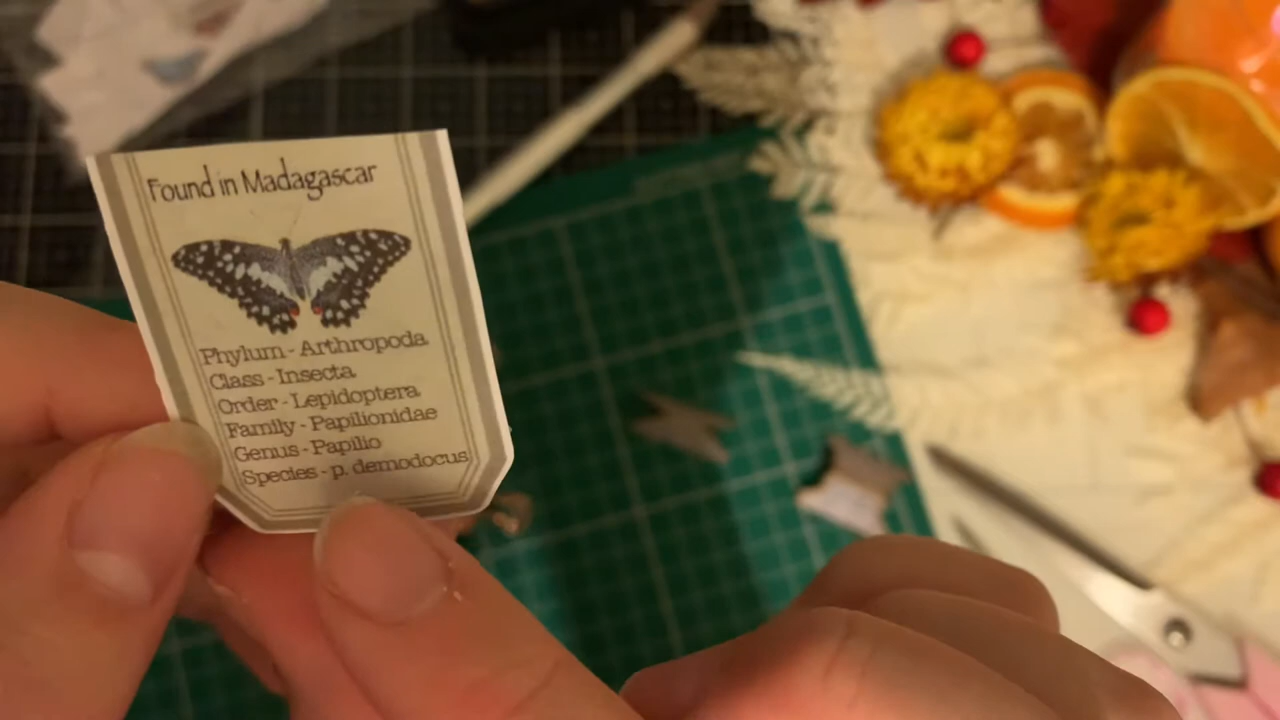 Found in Madagascar
Phylum - Arthropoda
Class - Insecta
Order - Lepidoptera
Family - Papilionidae
Genus - Papilio
Species - p. demodocus